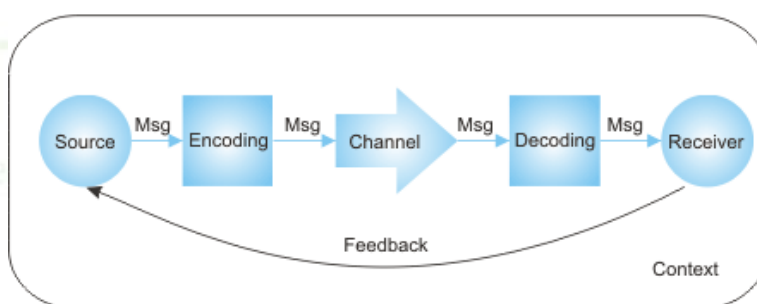 Msg Msg Msg Msg
Source Encoding Channel Decoding Receiver
Feedback
Context